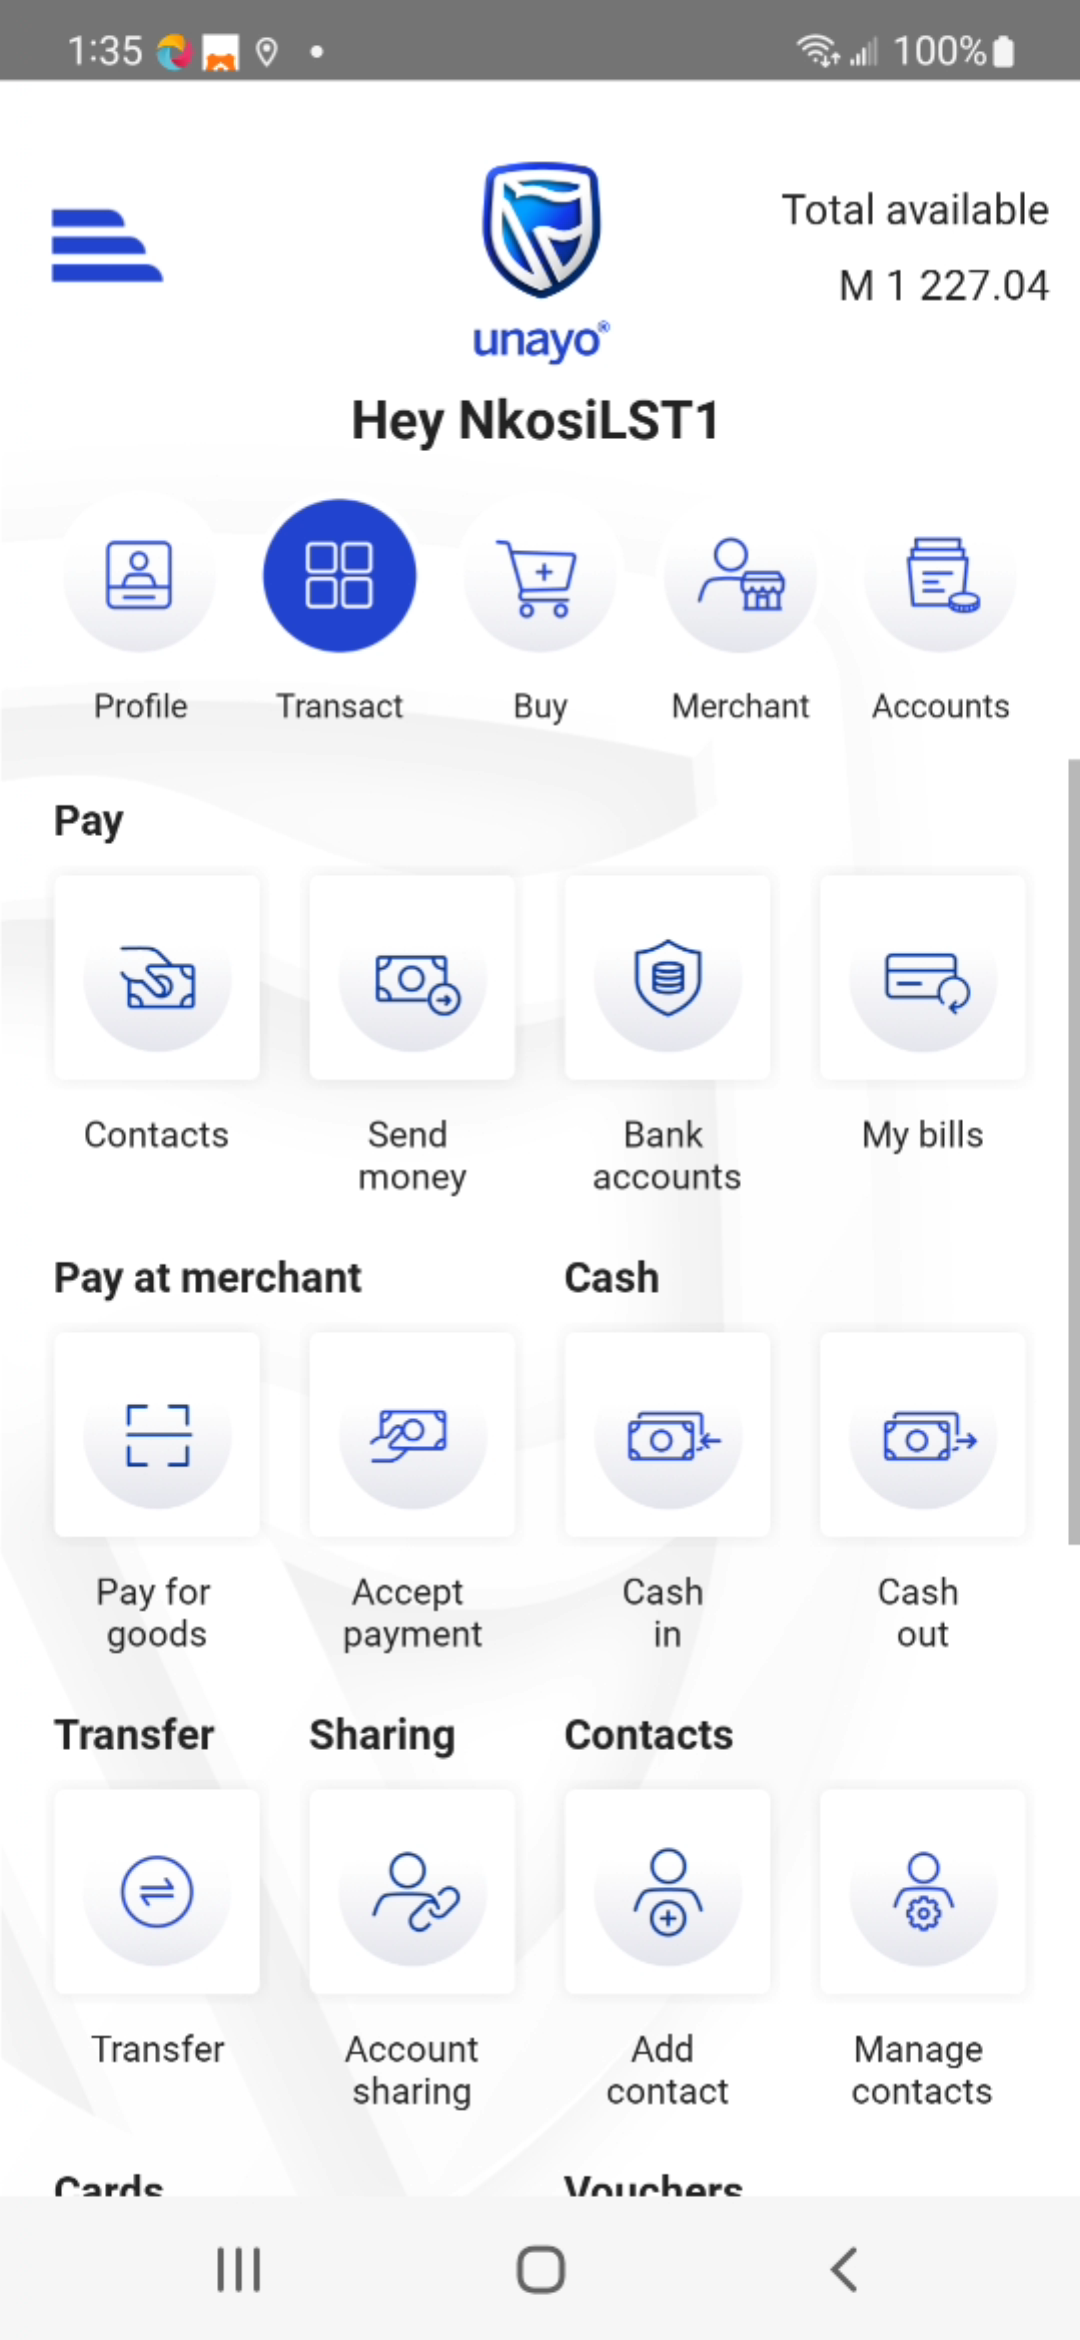 1:35
100%
Total available
M 1 227.04
unayo®
Hey NkosiLST1
Profile
Transact
Buy
Merchant
Accounts
Pay
Contacts
Send
money
Bank
accounts
My bills
Pay at merchant
Cash
Pay for
goods
Accept
payment
Cash
in
Cash
out
Transfer
Sharing
Contacts
Transfer
Account
sharing
Add
contact
Manage
contacts
Cards
Vouchers